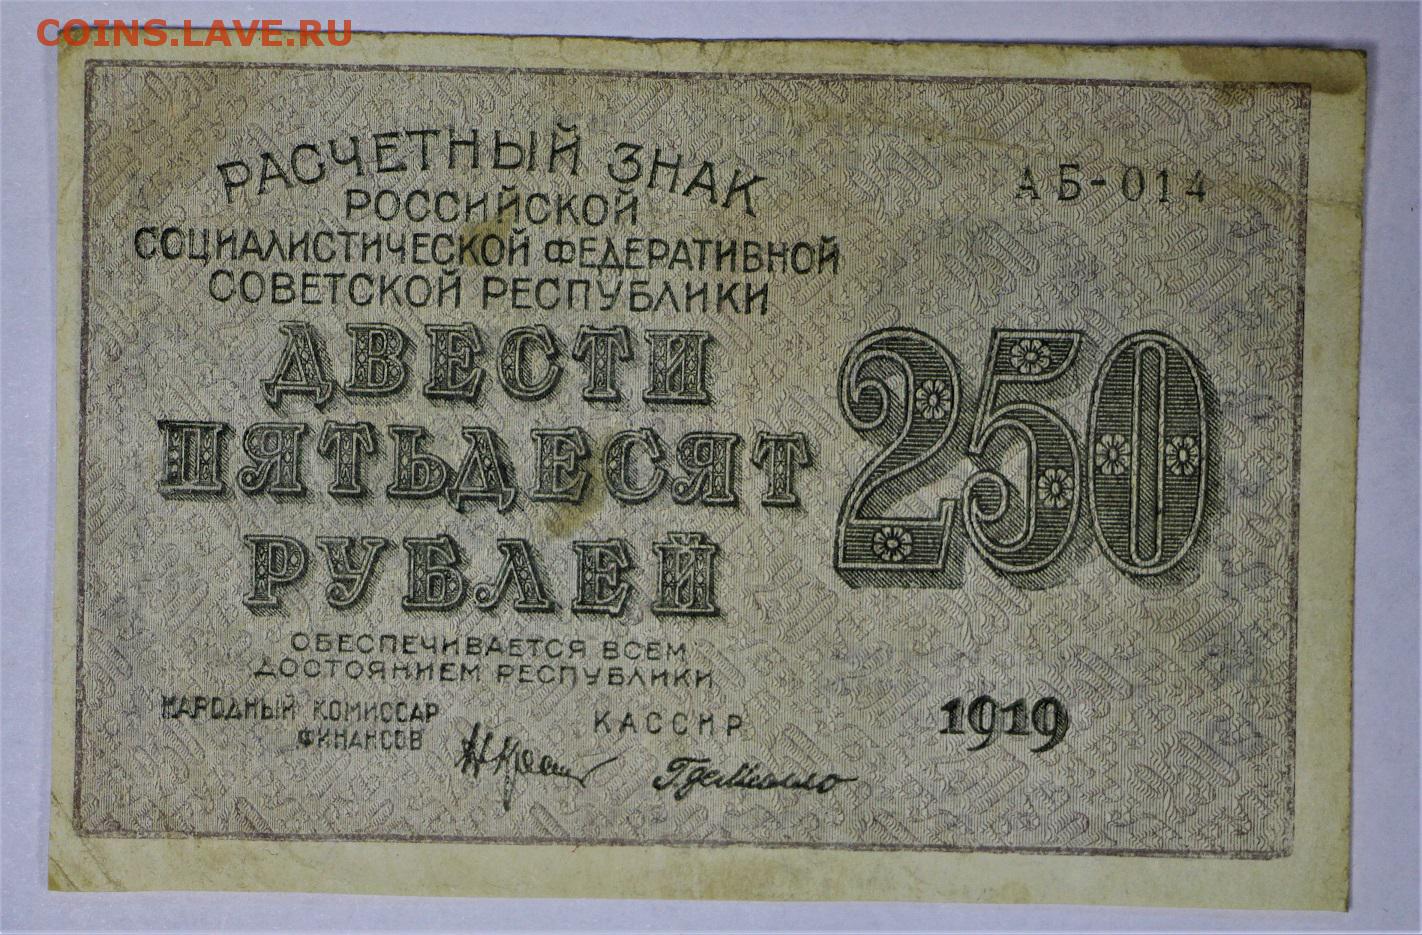 COINS.LAVE.RU
РАСЧЕТНЫЙ ЗНАК
РОССИЙСКОЙ
СОЦИАЛИСТИЧЕСКОЙ ФЕДЕРАТИВНОЙ
СОВЕТСКОЙ РЕСПУБЛИКИ
АБ-014
ДВЕСТИ
ПЯТЬДЕСЯТ
РУБЛЕЙ
250
ОБЕСПЕЧИВАЕТСЯ ВСЕМ
ДОСТОЯНИЕМ РЕСПУБЛИКИ
НАРОДНЫЙ КОМИССАР
ФИНАНСОВ
КАССИР
1919